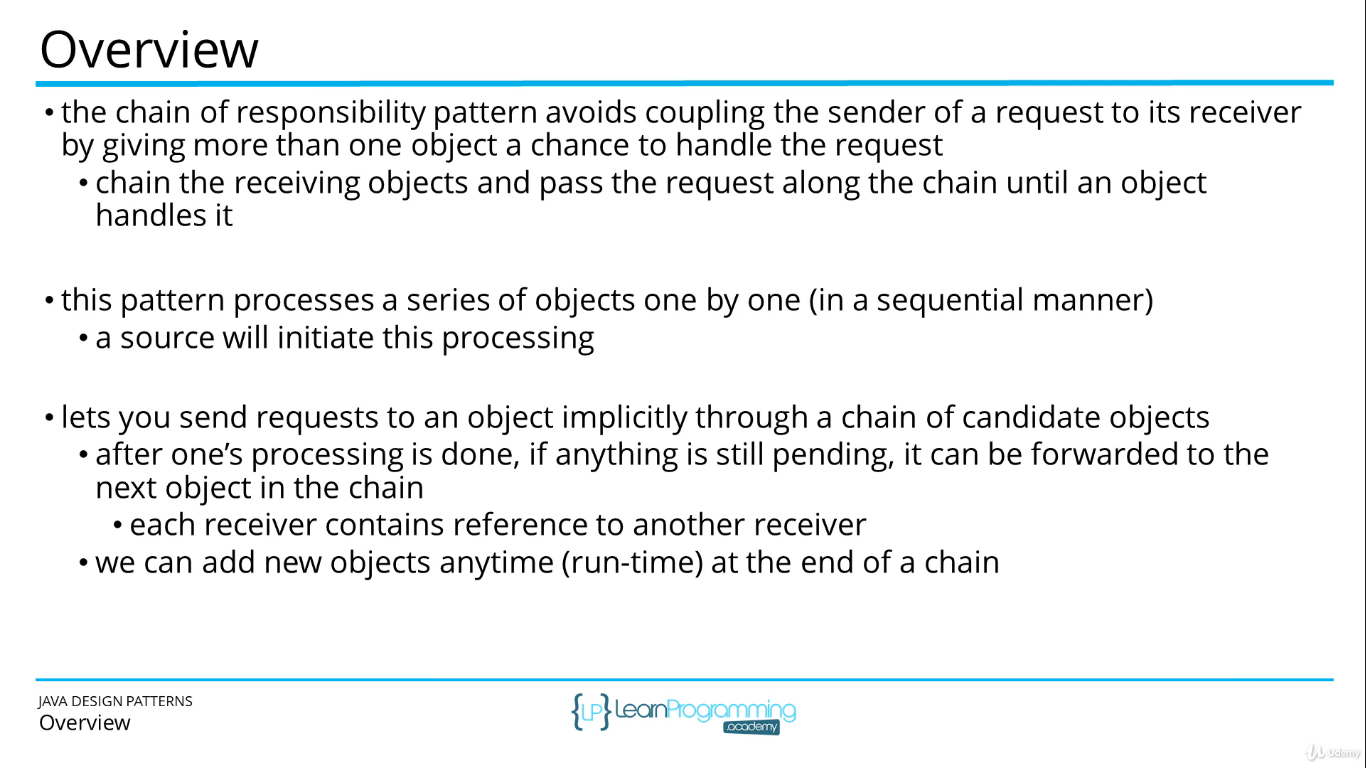 Overview
• the chain of responsibility pattern avoids coupling the sender of a request to its receiver
by giving more than one object a chance to handle the request
• chain the receiving objects and pass the request along the chain until an object
handles it
• this pattern processes a series of objects one by one (in a sequential manner)
• a source will initiate this processing
• lets you send requests to an object implicitly through a chain of candidate objects
• after one’s processing is done, if anything is still pending, it can be forwarded to the
next object in the chain
• each receiver contains reference to another receiver
• we can add new objects anytime (run-time) at the end of a chain
JAVA DESIGN PATTERNS
Overview
{LP} LearnProgramming
.academy
Udemy